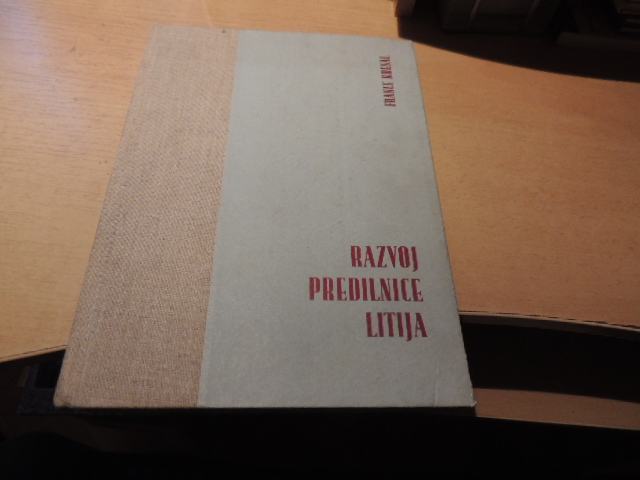 FRANCE KRESAL
RAZVOJ
PREDILNICE
LITIJA